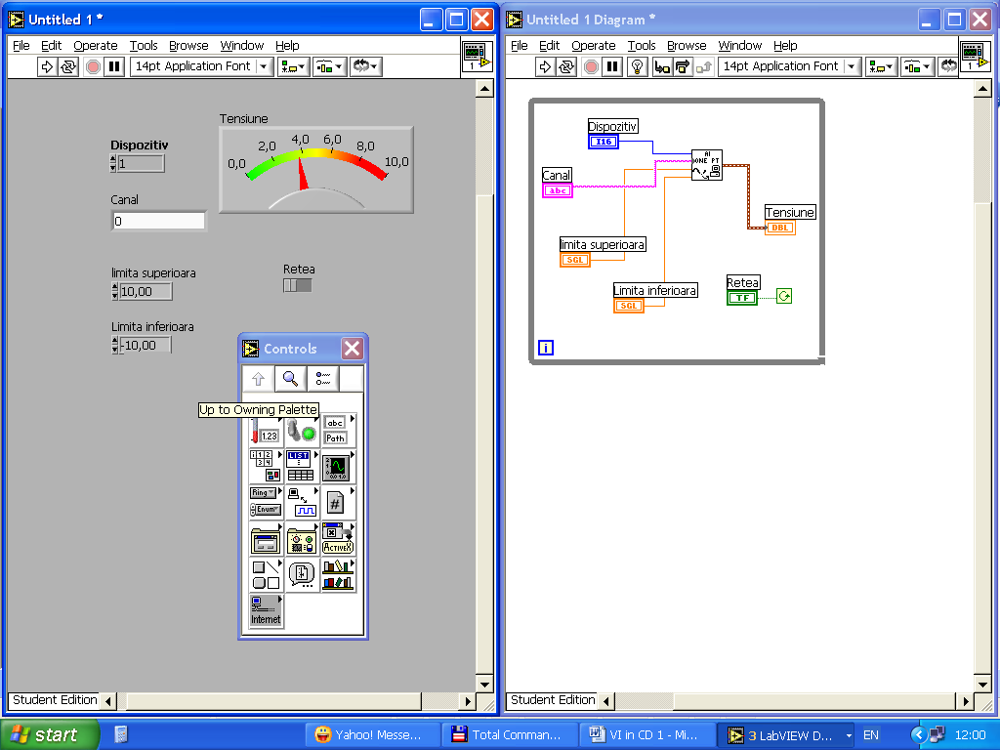 Untitled 1 *
File Edit Operate Tools Browse Window Help
14pt Application Font
1
Dispozitiv
1
Canal
0
limita superioara
10,00
Limita inferioara
-10,00
Tensiune
0,0 2,0 4,0 6,0 8,0 10,0
Retea
Controls
Up to Owning Palette
1.23
abc
Path
LIST
Ring
Enum
#
ActiveX
Internet
Student Edition
Untitled 1 Diagram *
File Edit Operate Tools Browse Window Help
14pt Application Font
1
Dispozitiv
I16
AI
ONE PT
Canal
abc
Tensiune
DBL
limita superioara
SGL
Limita inferioara
SGL
Retea
TF
i
Student Edition
start
Yahoo! Messe...
Total Comman...
VI in CD 1 - Mi...
3 LabVIEW D...
EN
12:00